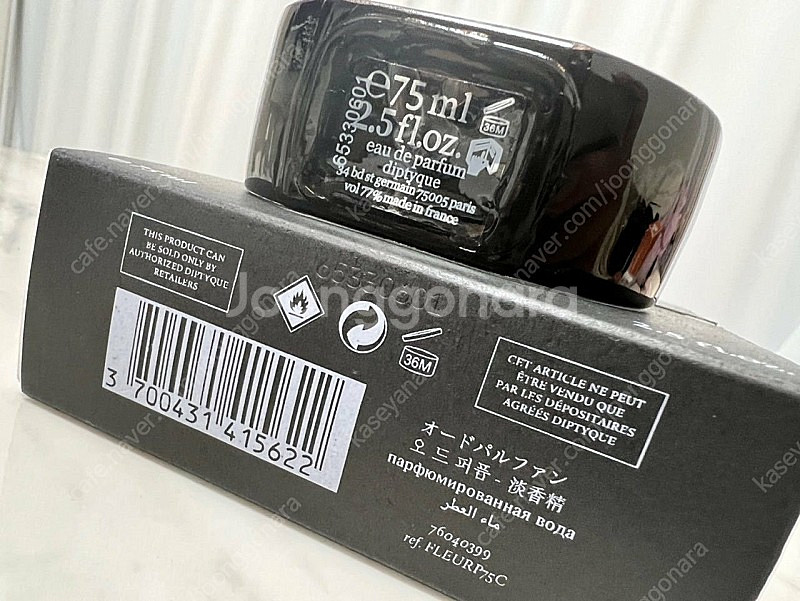 ℮75 ml
2.5 fl.oz.
eau de parfum
diptyque
34 bd st germain 75005 paris
vol 77% made in france
36M
65330601
THIS PRODUCT CAN
BE SOLD ONLY BY
AUTHORIZED DIPTYQUE
RETAILERS
3 700431 415622
36M
CET ARTICLE NE PEUT
ÊTRE VENDU QUE
PAR LES DÉPOSITAIRES
AGRÉÉS DIPTYQUE
オードパルファン
오 드 퍼퓸 - 淡香精
парфюмированная вода
ماء العطر
76040399
ref. FLEURP75C
Joonggonara
cafe.naver.com/joonggonara